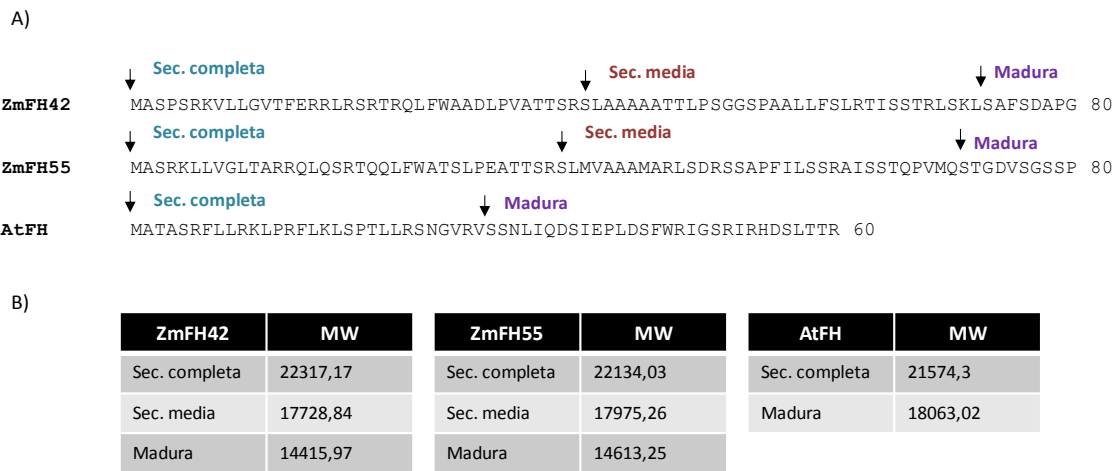 A)
Sec. completa Sec. media Madura
ZmFH42 MASPSRKVLLGVTFERRLRSRTRQLFWAADLPVATTSRSLAAAAATTLPSGGSPAALLFSLRTISSTRLSKLSAFSDAPG 80
Sec. completa Sec. media Madura
ZmFH55 MASRKLLVGLTARRQLQSRTQQLFWATSLPEATTSRSLMVAAAMARLSDRSSAPFILSSRAISSTQPVMQSTGDVSGSSP 80
Sec. completa Madura
AtFH MATASRFLLRKLPRFLKLSPTLLRSNGVRVSSNLIQDSIEPLDSFWRIGSRIRHDSLTTR 60
B)
ZmFH42 MW ZmFH55 MW AtFH MW
Sec. completa 22317,17 Sec. completa 22134,03 Sec. completa 21574,3
Sec. media 17728,84 Sec. media 17975,26 Madura 18063,02
Madura 14415,97 Madura 14613,25